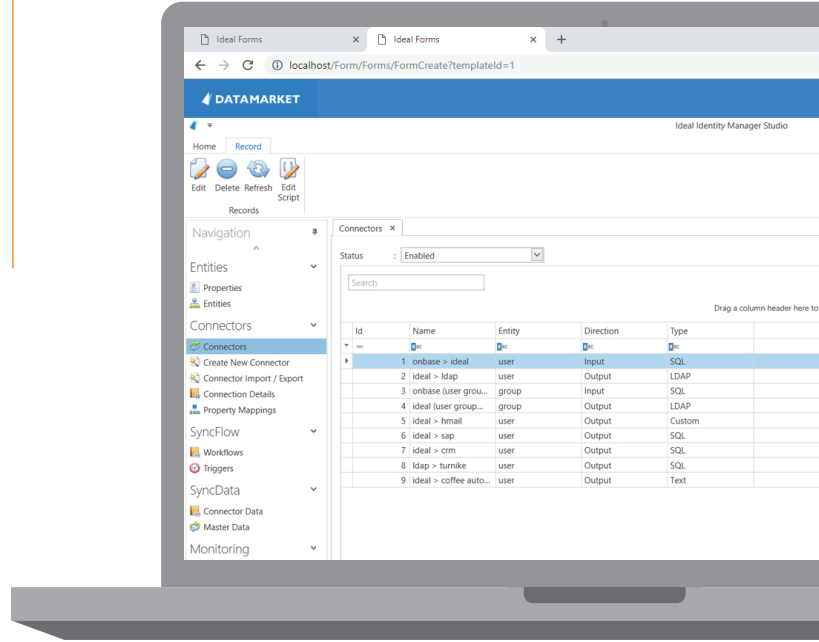 Ideal Forms
Ideal Forms
localhost/Form/Forms/FormCreate?templateId=1
DATAMARKET
Ideal Identity Manager Studio
Home Record
Edit Delete Refresh Edit Script
Records
Navigation
Entities
Properties
Entities
Connectors
Connectors
Create New Connector
Connector Import / Export
Connection Details
Property Mappings
SyncFlow
Workflows
Triggers
SyncData
Connector Data
Master Data
Monitoring
Connectors
Status : Enabled
Search
Drag a column header here to
Id Name Entity Direction Type
1 onbase > ideal user Input SQL
2 ideal > ldap user Output LDAP
3 onbase (user grou... group Input SQL
4 ideal (user group... group Output LDAP
5 ideal > hmail user Output Custom
6 ideal > sap user Output SQL
7 ideal > crm user Output SQL
8 ldap > turnike user Output SQL
9 ideal > coffee auto... user Output Text